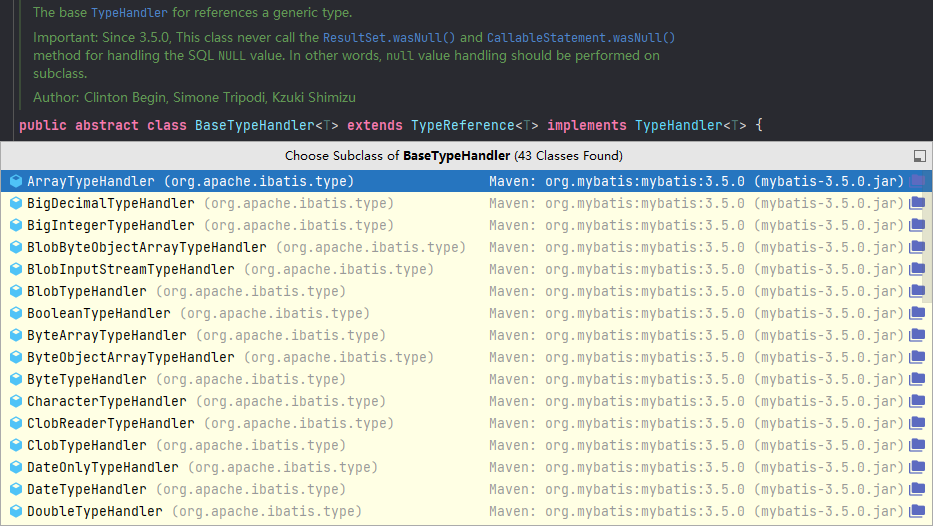 The base TypeHandler for references a generic type.
Important: Since 3.5.0, This class never call the ResultSet.wasNull() and CallableStatement.wasNull()
method for handling the SQL NULL value. In other words, null value handling should be performed on
subclass.
Author: Clinton Begin, Simone Tripodi, Kzuki Shimizu
public abstract class BaseTypeHandler<T> extends TypeReference<T> implements TypeHandler<T> {
Choose Subclass of BaseTypeHandler (43 Classes Found)
ArrayTypeHandler (org.apache.ibatis.type) Maven: org.mybatis:mybatis:3.5.0 (mybatis-3.5.0.jar)
BigDecimalTypeHandler (org.apache.ibatis.type) Maven: org.mybatis:mybatis:3.5.0 (mybatis-3.5.0.jar)
BigIntegerTypeHandler (org.apache.ibatis.type) Maven: org.mybatis:mybatis:3.5.0 (mybatis-3.5.0.jar)
BlobByteObjectArrayTypeHandler (org.apache.ibatis.type) Maven: org.mybatis:mybatis:3.5.0 (mybatis-3.5.0.jar)
BlobInputStreamTypeHandler (org.apache.ibatis.type) Maven: org.mybatis:mybatis:3.5.0 (mybatis-3.5.0.jar)
BlobTypeHandler (org.apache.ibatis.type) Maven: org.mybatis:mybatis:3.5.0 (mybatis-3.5.0.jar)
BooleanTypeHandler (org.apache.ibatis.type) Maven: org.mybatis:mybatis:3.5.0 (mybatis-3.5.0.jar)
ByteArrayTypeHandler (org.apache.ibatis.type) Maven: org.mybatis:mybatis:3.5.0 (mybatis-3.5.0.jar)
ByteObjectArrayTypeHandler (org.apache.ibatis.type) Maven: org.mybatis:mybatis:3.5.0 (mybatis-3.5.0.jar)
ByteTypeHandler (org.apache.ibatis.type) Maven: org.mybatis:mybatis:3.5.0 (mybatis-3.5.0.jar)
CharacterTypeHandler (org.apache.ibatis.type) Maven: org.mybatis:mybatis:3.5.0 (mybatis-3.5.0.jar)
ClobReaderTypeHandler (org.apache.ibatis.type) Maven: org.mybatis:mybatis:3.5.0 (mybatis-3.5.0.jar)
ClobTypeHandler (org.apache.ibatis.type) Maven: org.mybatis:mybatis:3.5.0 (mybatis-3.5.0.jar)
DateOnlyTypeHandler (org.apache.ibatis.type) Maven: org.mybatis:mybatis:3.5.0 (mybatis-3.5.0.jar)
DateTypeHandler (org.apache.ibatis.type) Maven: org.mybatis:mybatis:3.5.0 (mybatis-3.5.0.jar)
DoubleTypeHandler (org.apache.ibatis.type) Maven: org.mybatis:mybatis:3.5.0 (mybatis-3.5.0.jar)